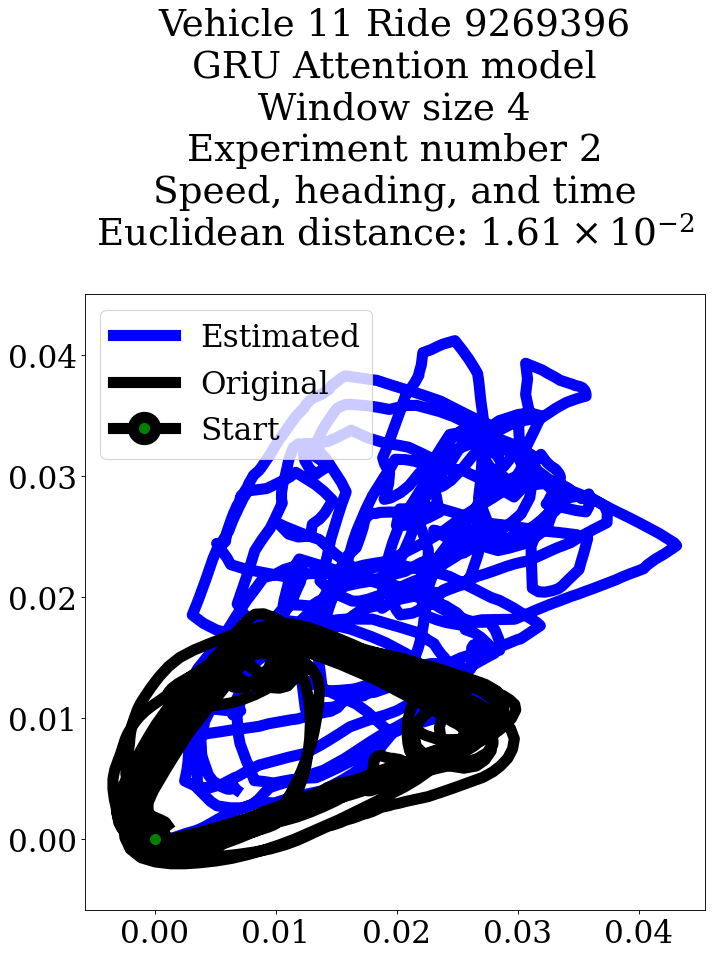 Vehicle 11 Ride 9269396
GRU Attention model
Window size 4
Experiment number 2
Speed, heading, and time
Euclidean distance: 1.61 × 10⁻²
Estimated
Original
Start
0.04
0.03
0.02
0.01
0.00
0.00 0.01 0.02 0.03 0.04